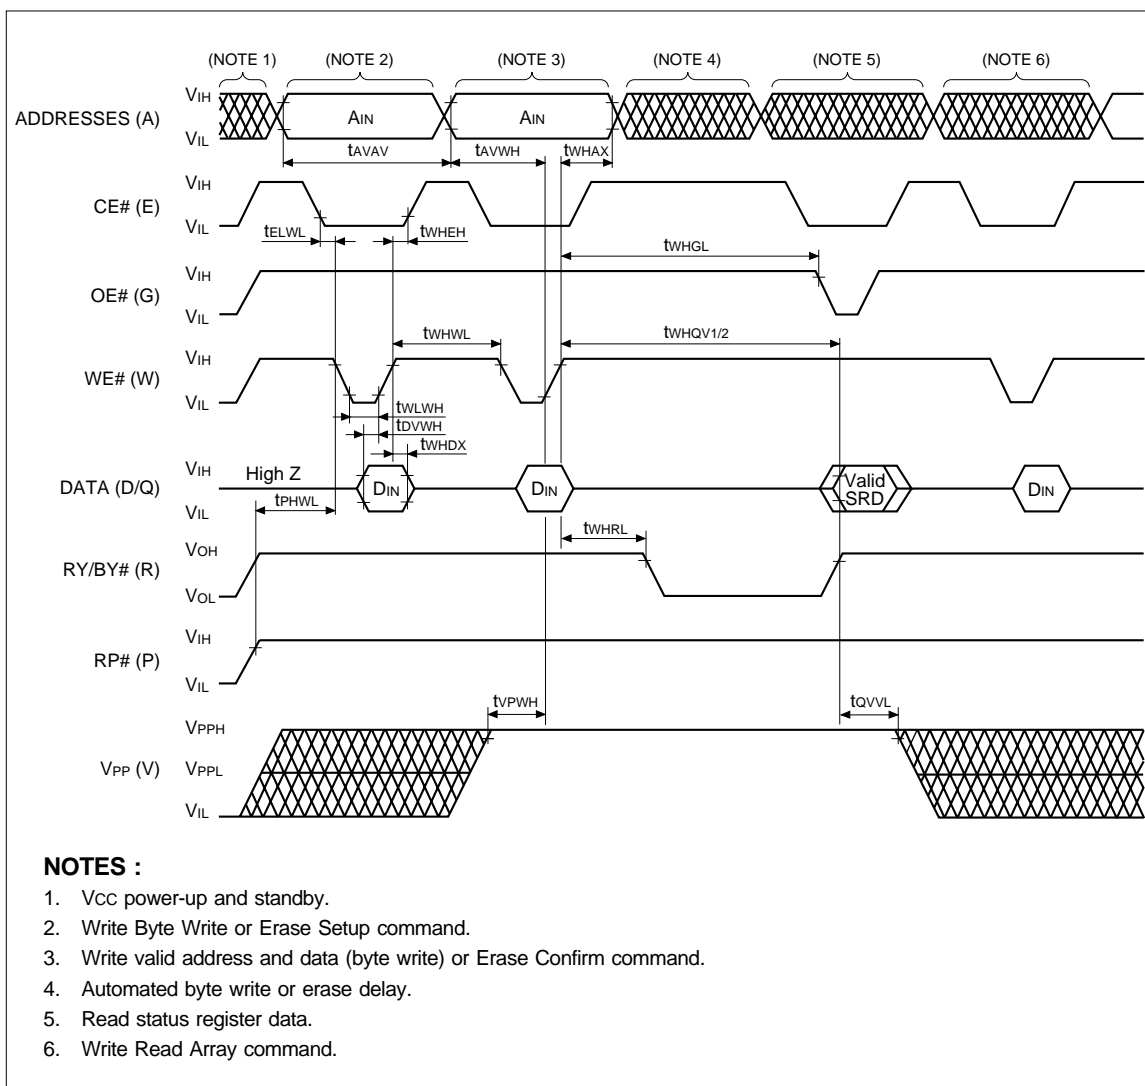 (NOTE 1) (NOTE 2) (NOTE 3) (NOTE 4) (NOTE 5) (NOTE 6)
VIH
ADDRESSES (A) AIN AIN
VIL
tAVAV tAVWH tWHAX
VIH
CE# (E)
VIL
tELWL tWHEH
tWHGL
VIH
OE# (G)
VIL
tWHWL tWHQV1/2
VIH
WE# (W)
VIL
tWLWH
tDVWH
tWHDX
VIH High Z
DATA (D/Q) DIN DIN Valid SRD DIN
VIL
tPHWL
tWHRL
VOH
RY/BY# (R)
VOL
VIH
RP# (P)
VIL
tVPWH tQVVL
VPPH
VPP (V) VPPL
VIL
NOTES :
1. VCC power-up and standby.
2. Write Byte Write or Erase Setup command.
3. Write valid address and data (byte write) or Erase Confirm command.
4. Automated byte write or erase delay.
5. Read status register data.
6. Write Read Array command.